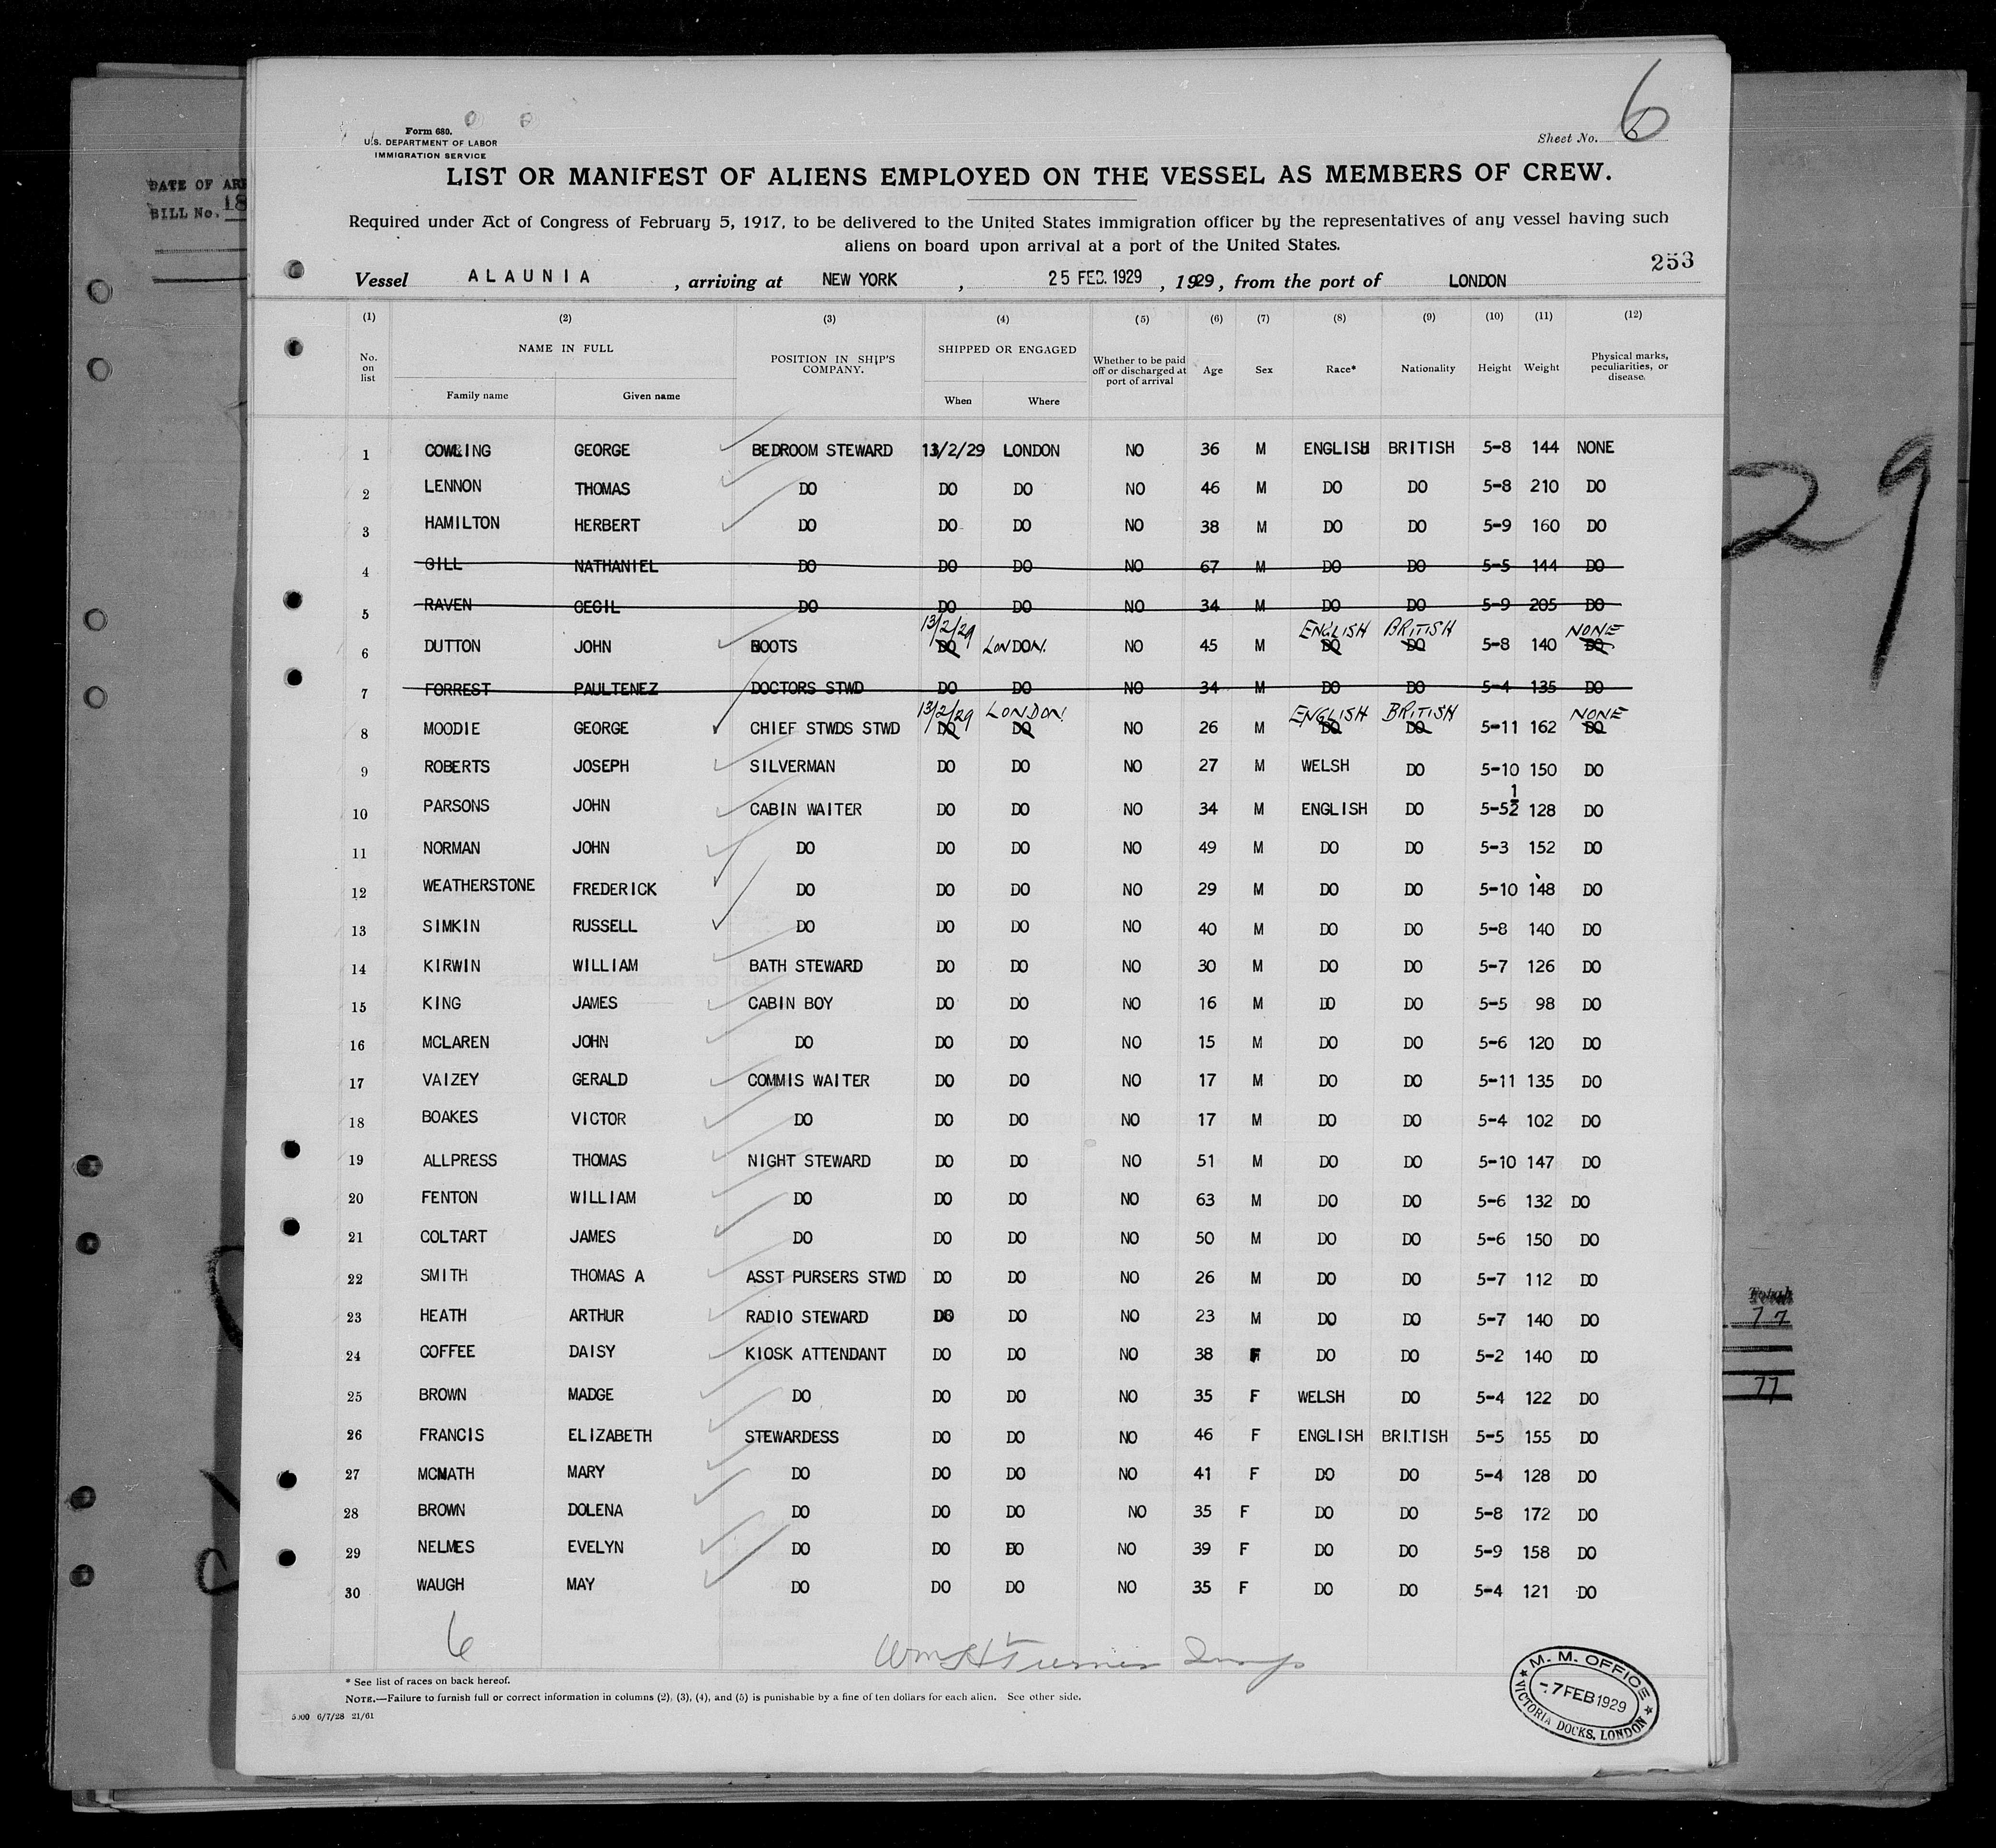 6
Form 680.
U.S. DEPARTMENT OF LABOR
IMMIGRATION SERVICE
Sheet No.
LIST OR MANIFEST OF ALIENS EMPLOYED ON THE VESSEL AS MEMBERS OF CREW.
Required under Act of Congress of February 5, 1917, to be delivered to the United States immigration officer by the representatives of any vessel having such
aliens on board upon arrival at a port of the United States.
253
Vessel ALAUNIA, arriving at NEW YORK, 25 FEB. 1929, 1929, from the port of LONDON
(1) (2) (3) (4) (5) (6) (7) (8) (9) (10) (11) (12)
No. on list NAME IN FULL Family name Given name POSITION IN SHIP'S COMPANY. SHIPPED OR ENGAGED When Where Whether to be paid off or discharged at port of arrival Age Sex Race* Nationality Height Weight Physical marks, peculiarities, or disease.
1 COWLING GEORGE BEDROOM STEWARD 13/2/29 LONDON NO 36 M ENGLISH BRITISH 5-8 144 NONE
2 LENNON THOMAS DO DO DO NO 46 M DO DO 5-8 210 DO
3 HAMILTON HERBERT DO DO DO NO 38 M DO DO 5-9 160 DO
4 GILL NATHANIEL DO DO DO NO 67 M DO DO 5-5 144 DO
5 RAVEN CECIL DO DO DO NO 34 M DO DO 5-9 205 DO
13/2/29 ENGLISH BRITISH NONE
6 DUTTON JOHN BOOTS DO LONDON. NO 45 M DO DO 5-8 140 DO
7 FORREST PAULTENEZ DOCTORS STWD DO DO NO 34 M DO DO 5-4 135 DO
13/2/29 LONDON ENGLISH BRITISH NONE
8 MOODIE GEORGE CHIEF STWDS STWD DO DO NO 26 M DO DO 5-11 162 DO
9 ROBERTS JOSEPH SILVERMAN DO DO NO 27 M WELSH DO 5-10 150 DO
10 PARSONS JOHN CABIN WAITER DO DO NO 34 M ENGLISH DO 5-5½ 128 DO
11 NORMAN JOHN DO DO DO NO 49 M DO DO 5-3 152 DO
12 WEATHERSTONE FREDERICK DO DO DO NO 29 M DO DO 5-10 148 DO
13 SIMKIN RUSSELL DO DO DO NO 40 M DO DO 5-8 140 DO
14 KIRWIN WILLIAM BATH STEWARD DO DO NO 30 M DO DO 5-7 126 DO
15 KING JAMES CABIN BOY DO DO NO 16 M DO DO 5-5 98 DO
16 MCLAREN JOHN DO DO DO NO 15 M DO DO 5-6 120 DO
17 VAIZEY GERALD COMMIS WAITER DO DO NO 17 M DO DO 5-11 135 DO
18 BOAKES VICTOR DO DO DO NO 17 M DO DO 5-4 102 DO
19 ALLPRESS THOMAS NIGHT STEWARD DO DO NO 51 M DO DO 5-10 147 DO
20 FENTON WILLIAM DO DO DO NO 63 M DO DO 5-6 132 DO
21 COLTART JAMES DO DO DO NO 50 M DO DO 5-6 150 DO
22 SMITH THOMAS A ASST PURSERS STWD DO DO NO 26 M DO DO 5-7 112 DO
23 HEATH ARTHUR RADIO STEWARD DO DO NO 23 M DO DO 5-7 140 DO
24 COFFEE DAISY KIOSK ATTENDANT DO DO NO 38 F DO DO 5-2 140 DO
25 BROWN MADGE DO DO DO NO 35 F WELSH DO 5-4 122 DO
26 FRANCIS ELIZABETH STEWARDESS DO DO NO 46 F ENGLISH BRITISH 5-5 155 DO
27 MCMATH MARY DO DO DO NO 41 F DO DO 5-4 128 DO
28 BROWN DOLENA DO DO DO NO 35 F DO DO 5-8 172 DO
29 NELMES EVELYN DO DO DO NO 39 F DO DO 5-9 158 DO
30 WAUGH MAY DO DO DO NO 35 F DO DO 5-4 121 DO
6
* See list of races on back hereof.
NOTE.—Failure to furnish full or correct information in columns (2), (3), (4), and (5) is punishable by a fine of ten dollars for each alien. See other side.
6/7/28 21/61
M. M. OFFICE
-7 FEB 1929
VICTORIA DOCKS, LONDON
DATE OF ARR
BILL No. 18
29
77
77